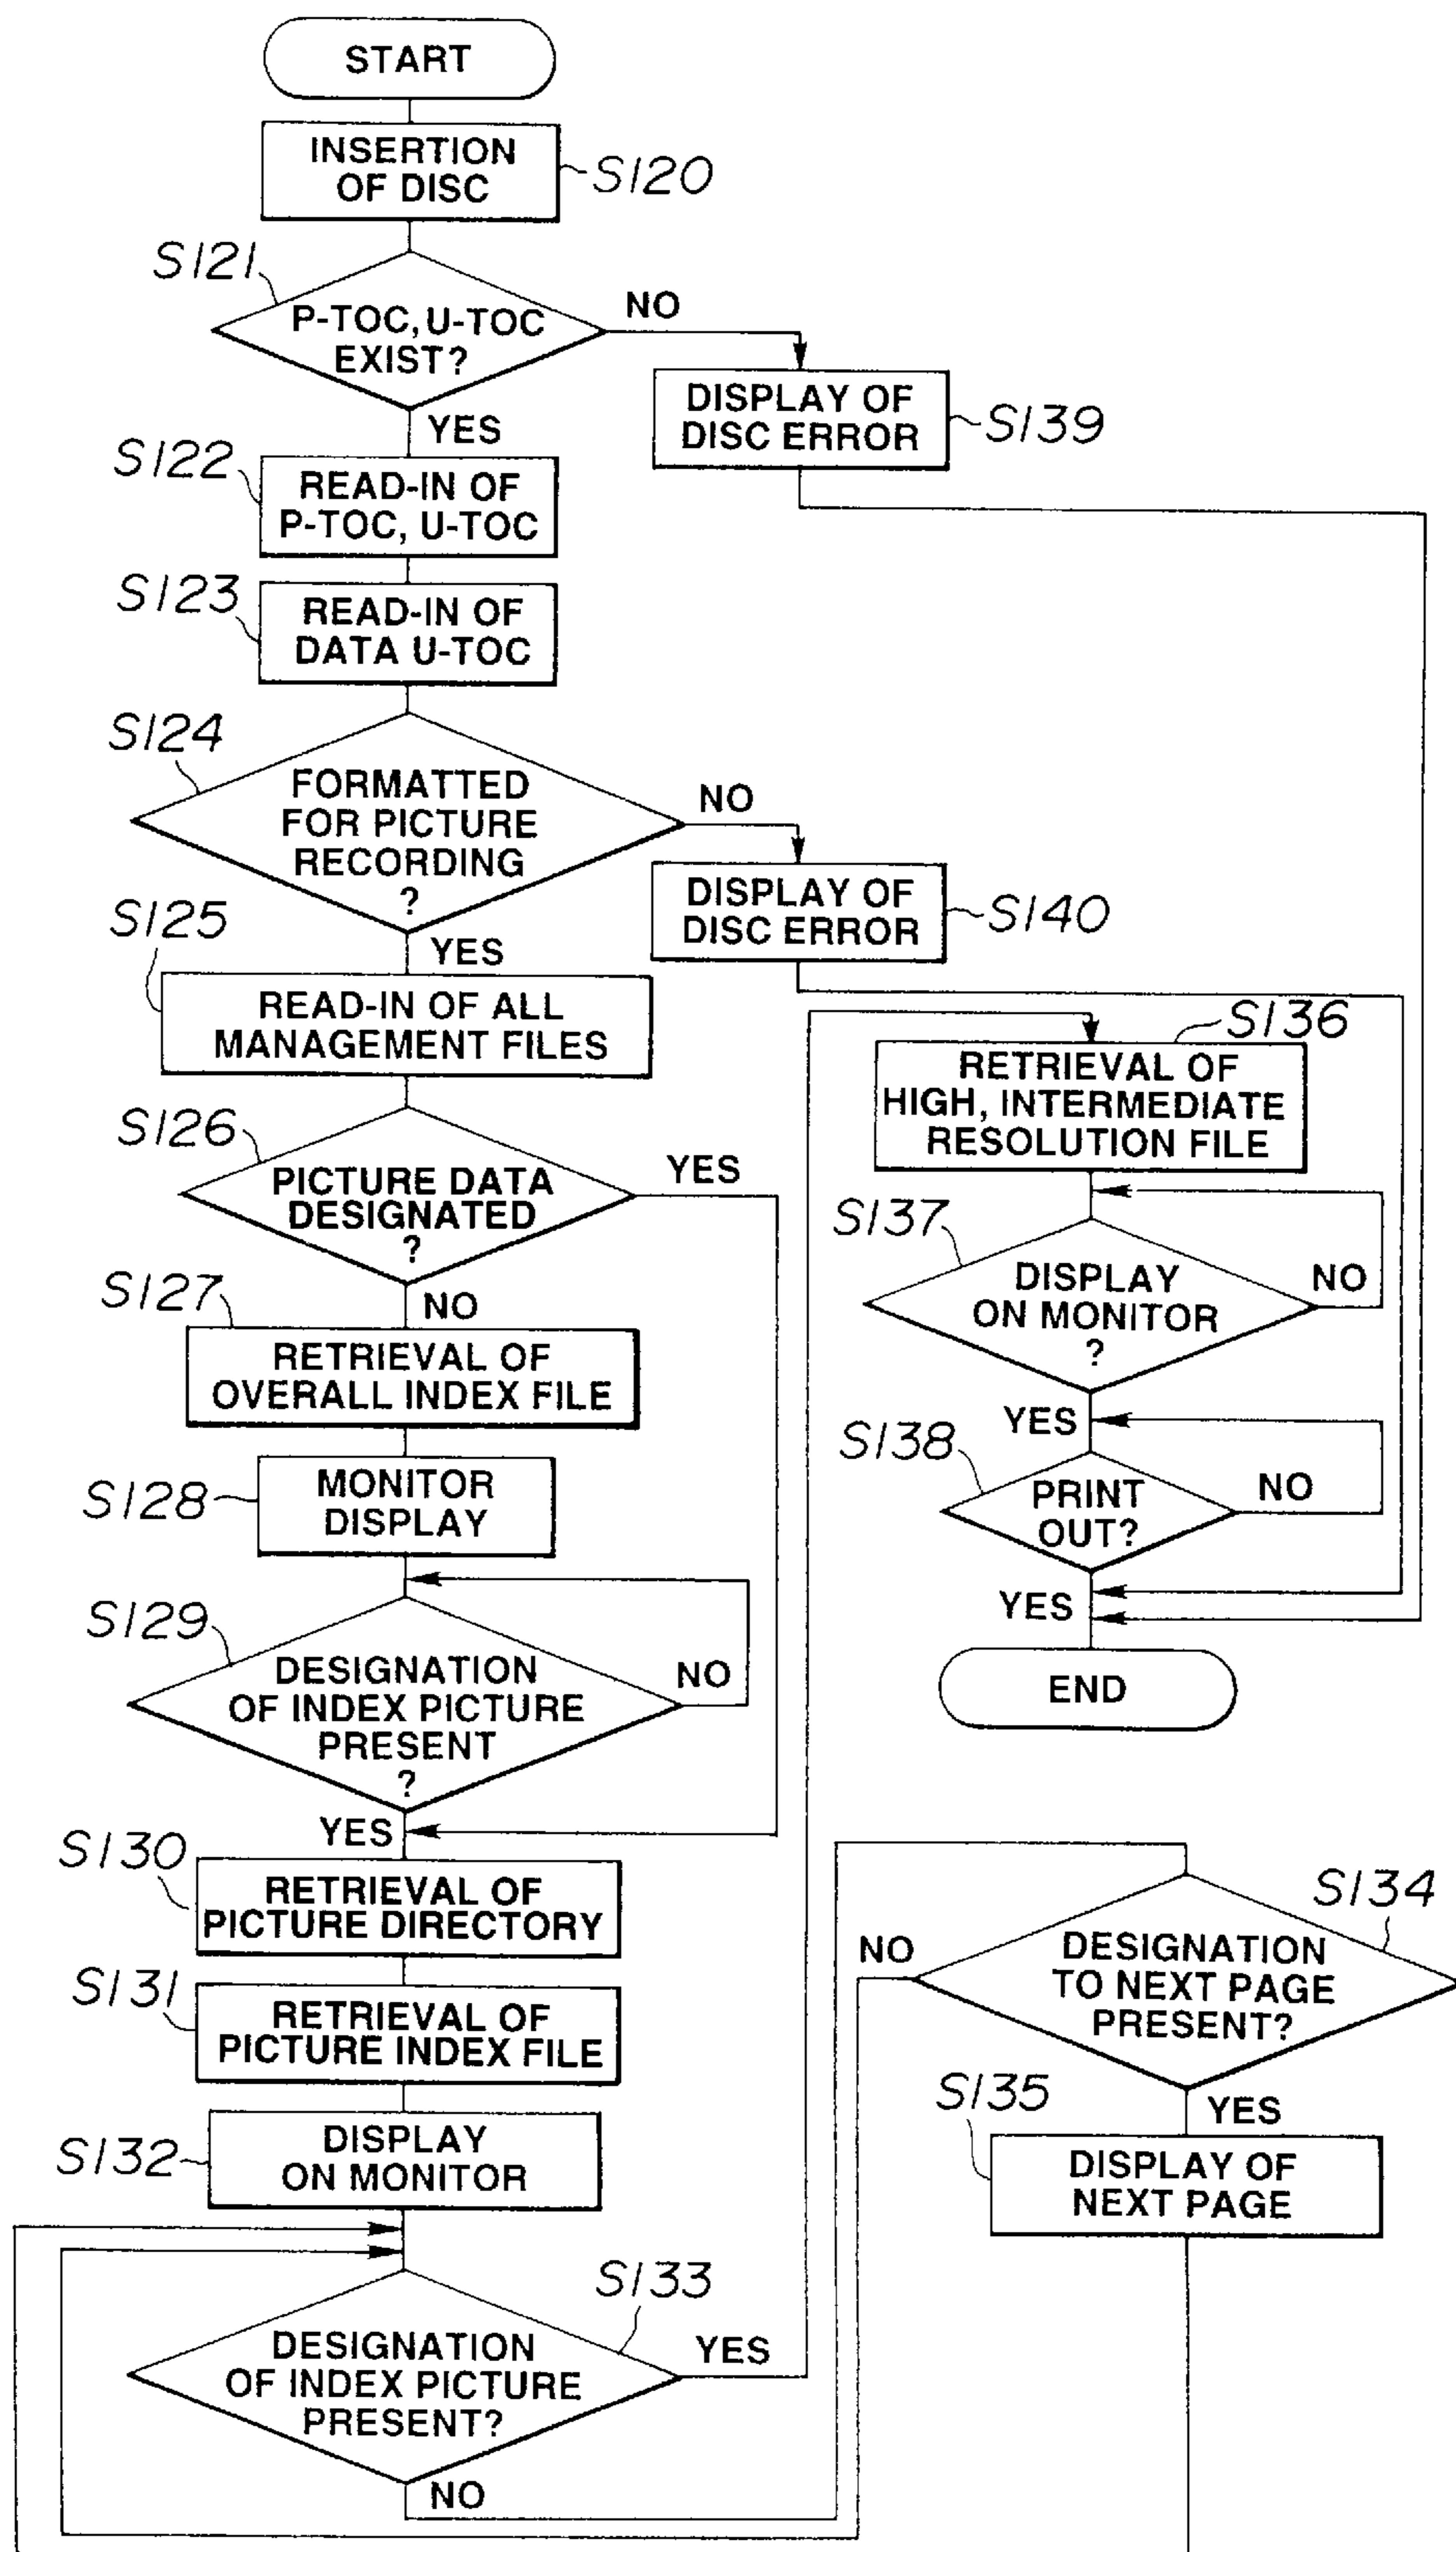 START
INSERTION
OF DISC
S120
S121
P-TOC, U-TOC
EXIST?
NO
YES
DISPLAY OF
DISC ERROR
S139
S122
READ-IN OF
P-TOC, U-TOC
S123
READ-IN OF
DATA U-TOC
S124
FORMATTED
FOR PICTURE
RECORDING
?
NO
YES
DISPLAY OF
DISC ERROR
S140
S125
READ-IN OF ALL
MANAGEMENT FILES
S126
PICTURE DATA
DESIGNATED
?
YES
NO
S127
RETRIEVAL OF
OVERALL INDEX FILE
S128
MONITOR
DISPLAY
S129
DESIGNATION
OF INDEX PICTURE
PRESENT
?
NO
YES
S130
RETRIEVAL OF
PICTURE DIRECTORY
S131
RETRIEVAL OF
PICTURE INDEX FILE
S132
DISPLAY
ON MONITOR
S133
DESIGNATION
OF INDEX PICTURE
PRESENT?
YES
NO
S134
DESIGNATION
TO NEXT PAGE
PRESENT?
NO
YES
S135
DISPLAY OF
NEXT PAGE
S136
RETRIEVAL OF
HIGH, INTERMEDIATE
RESOLUTION FILE
S137
DISPLAY
ON MONITOR
?
NO
YES
S138
PRINT
OUT?
NO
YES
END